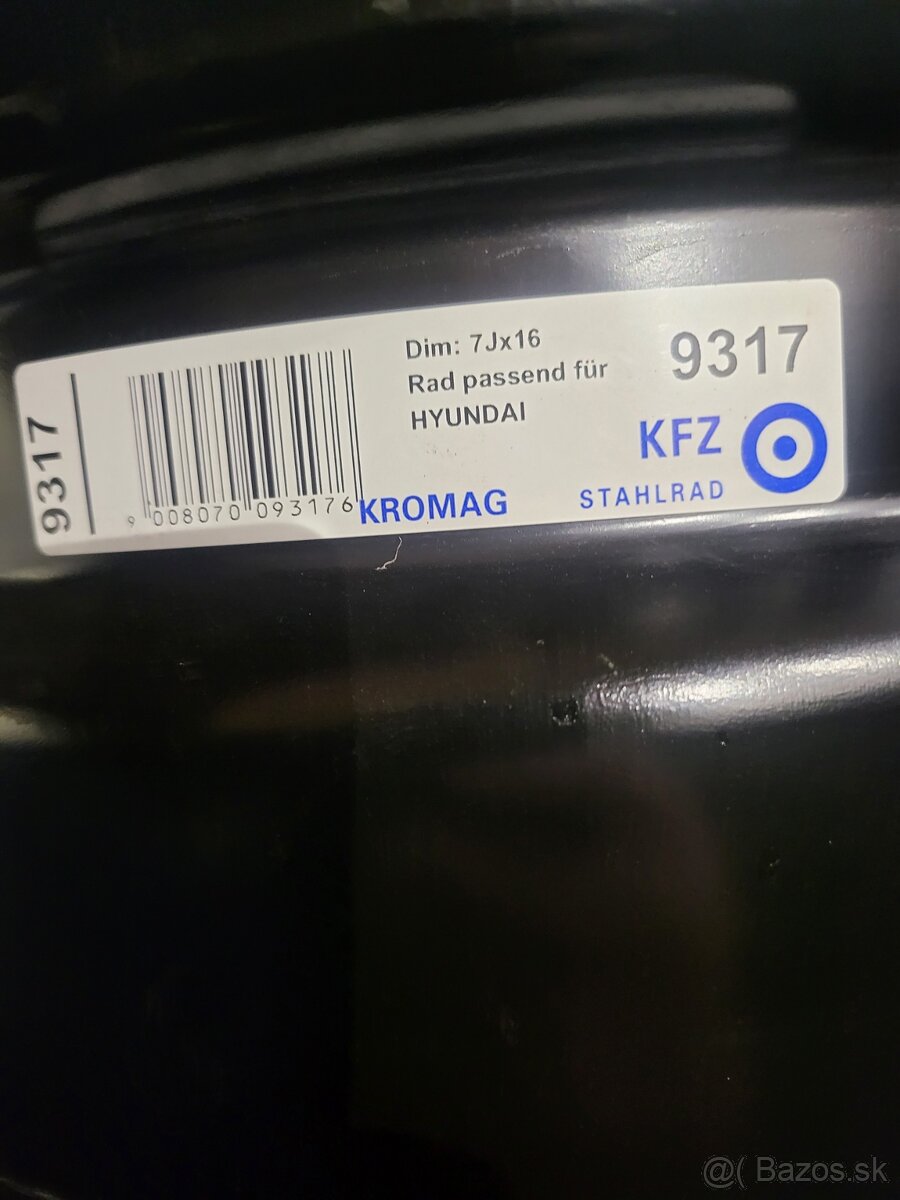 9317
9 008070 093176
Dim: 7Jx16
Rad passend für
HYUNDAI
KROMAG
9317
KFZ
STAHLRAD
@( Bazos.sk